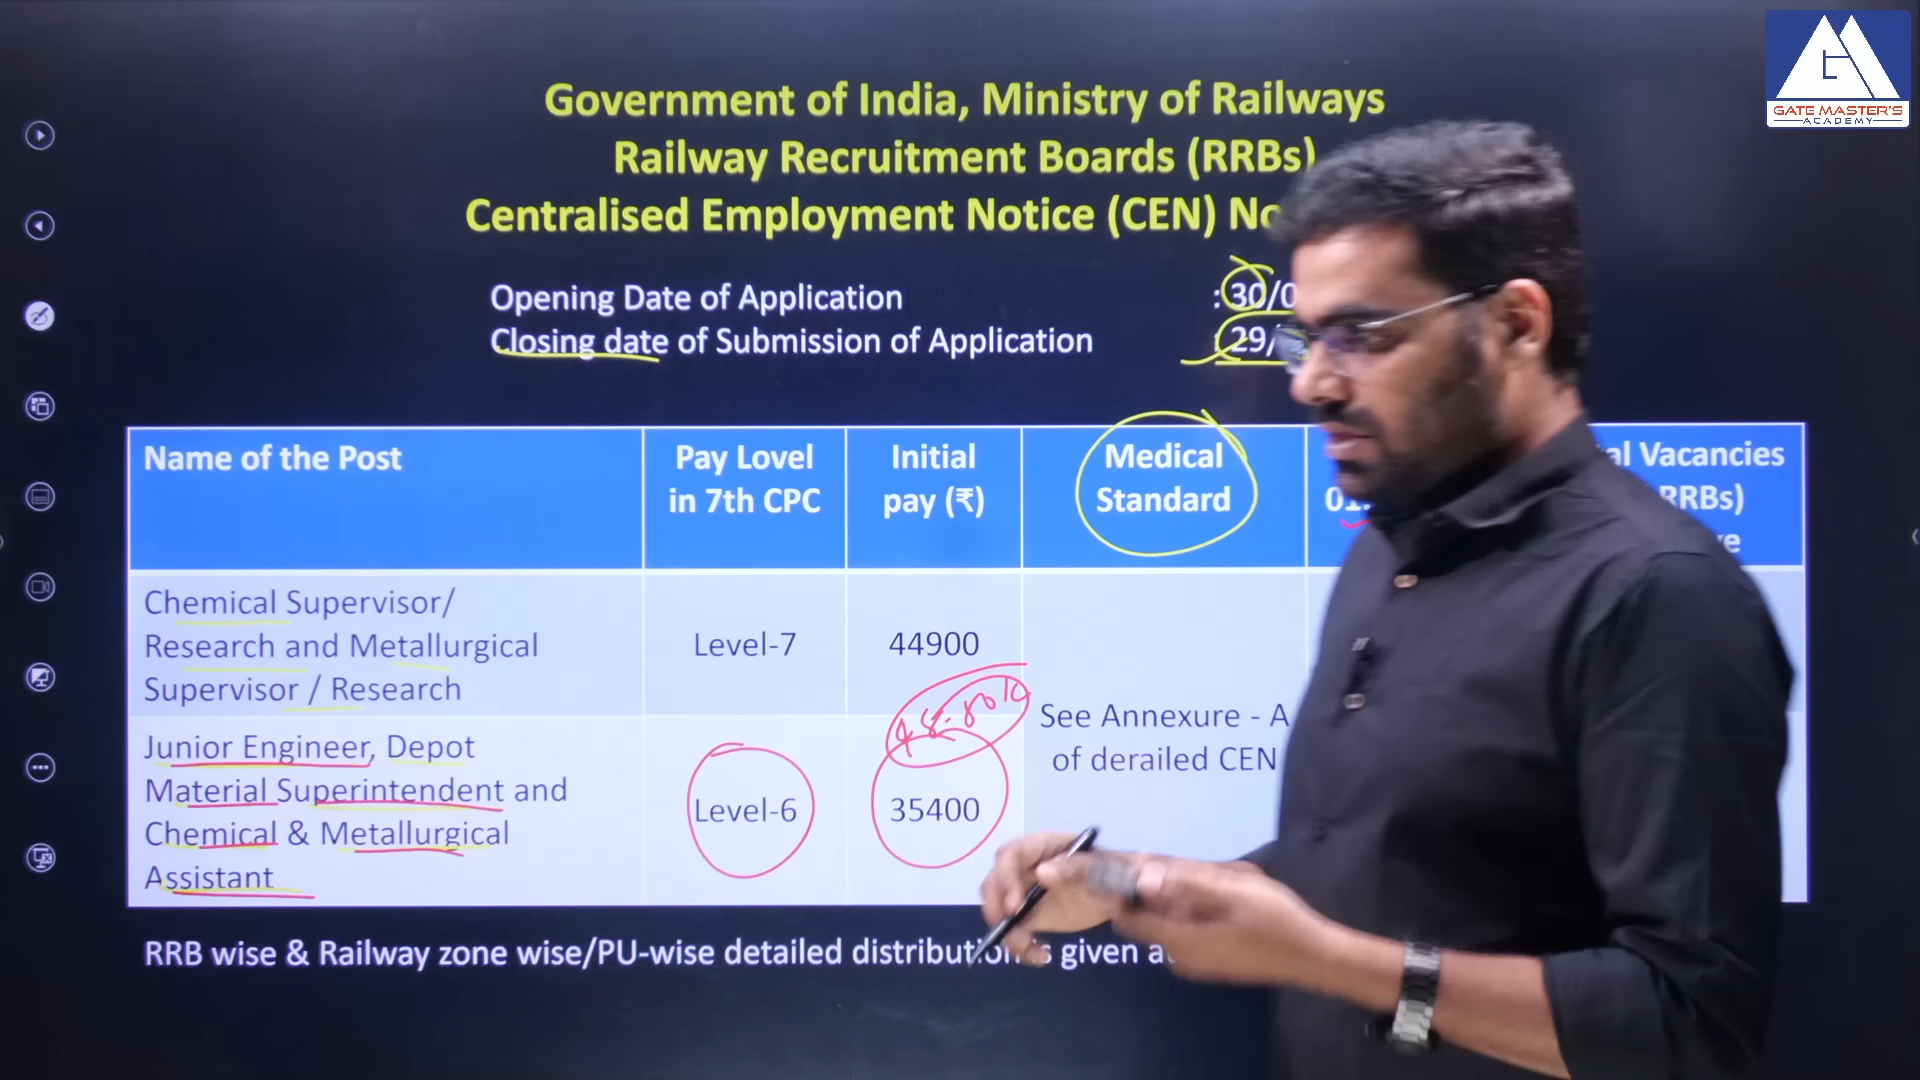 GATE MASTER'S
ACADEMY
Government of India, Ministry of Railways
Railway Recruitment Boards (RRBs)
Centralised Employment Notice (CEN) No
Opening Date of Application : 30/0
Closing date of Submission of Application : 29/
Name of the Post
Pay Lovel
in 7th CPC
Initial
pay (₹)
Medical
Standard
01.
al Vacancies
RRBs)
Chemical Supervisor/
Research and Metallurgical
Supervisor / Research
Level-7
44900
Junior Engineer, Depot
Material Superintendent and
Chemical & Metallurgical
Assistant
Level-6
35400
See Annexure - A
of derailed CEN
RRB wise & Railway zone wise/PU-wise detailed distribution is given a